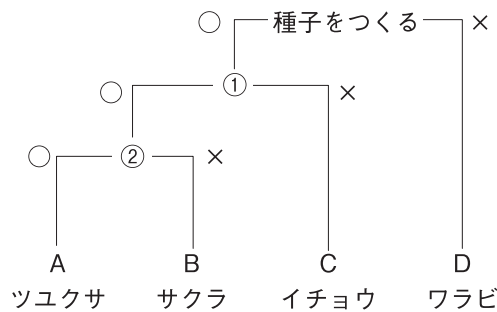 ○ 種子をつくる ×
○ ① ×
○ ② ×
A B C D
ツユクサ サクラ イチョウ ワラビ